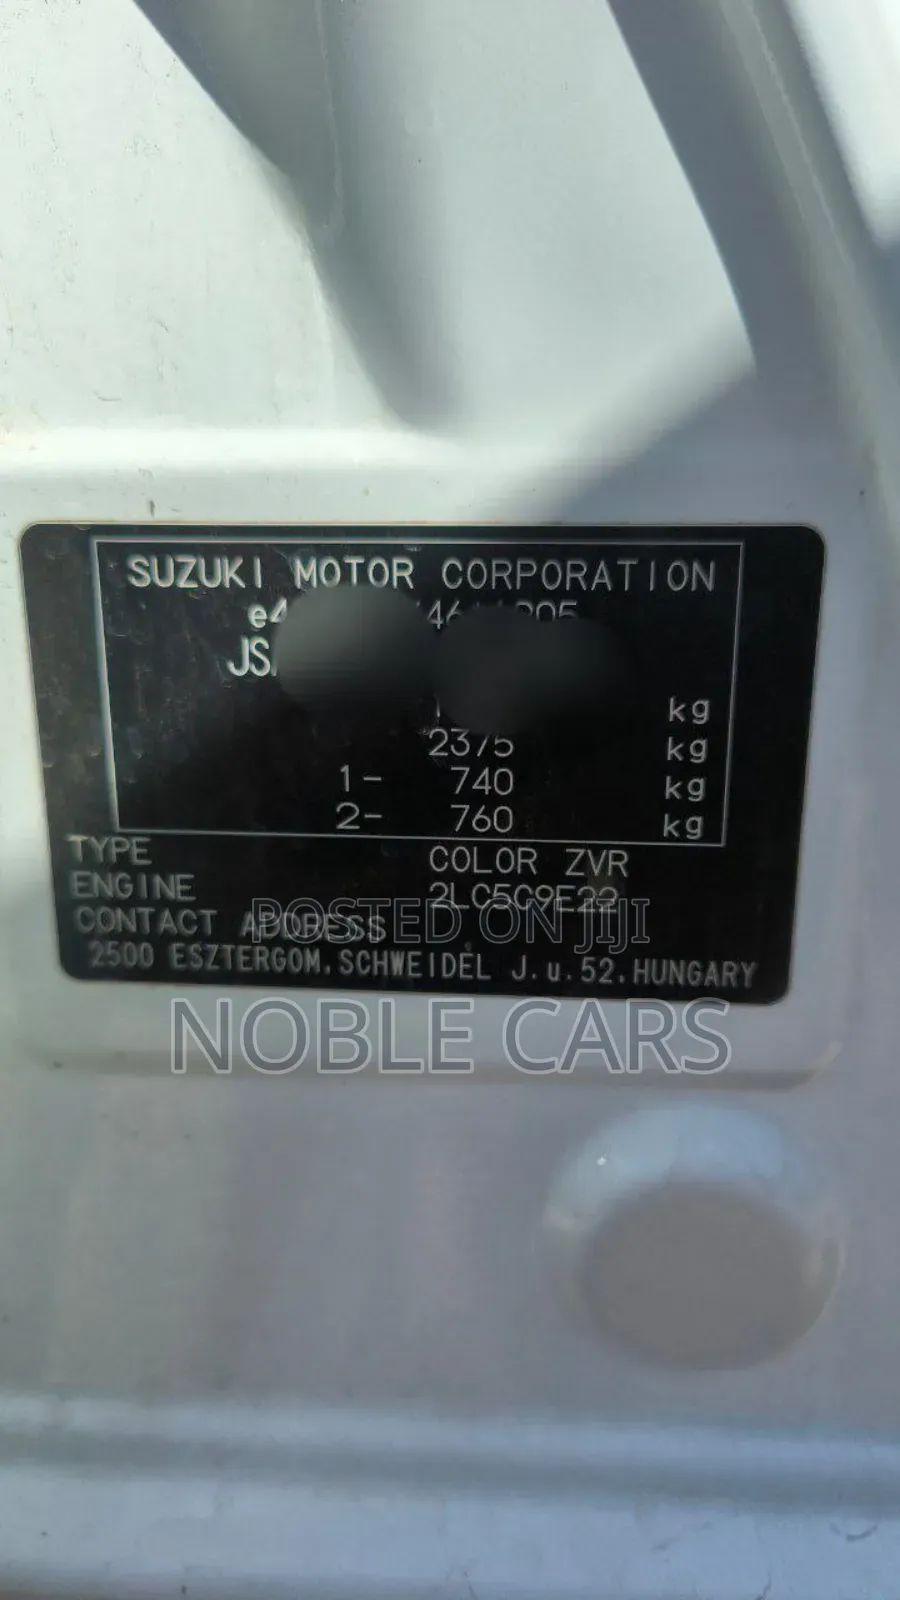 SUZUKI MOTOR CORPORATION
kg
2375 kg
1- 740 kg
2- 760 kg
TYPE COLOR ZVR
ENGINE 2LC5C9E22
CONTACT ADDRESS
POSTED ON JIJI
2500 ESZTERGOM, SCHWEIDEL J. u. 52. HUNGARY
NOBLE CARS